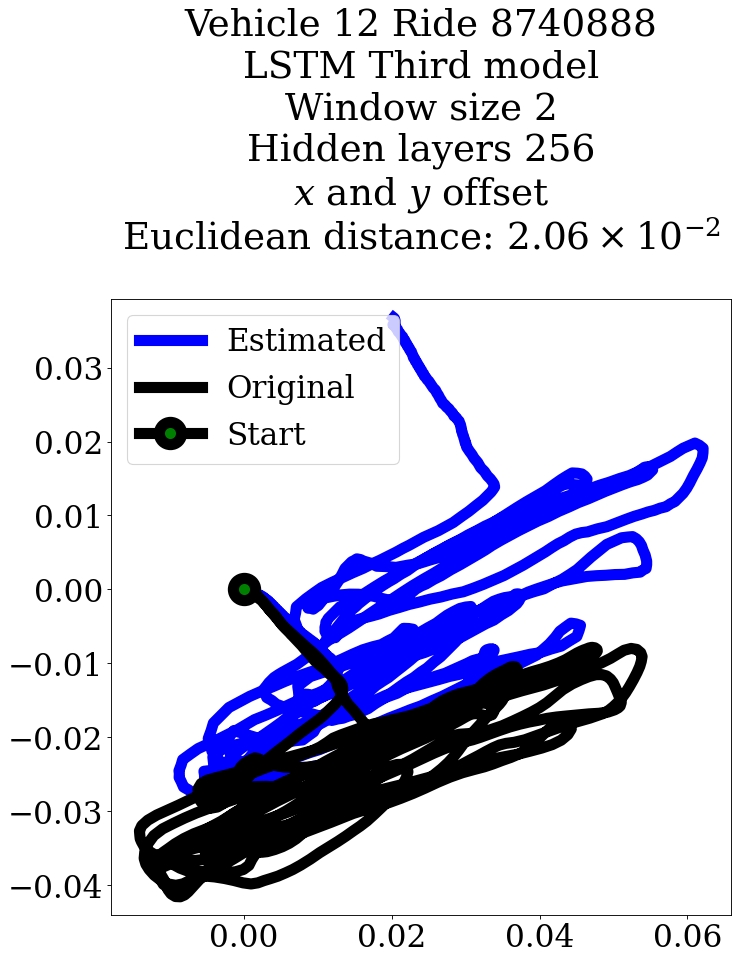 Vehicle 12 Ride 8740888
LSTM Third model
Window size 2
Hidden layers 256
x and y offset
Euclidean distance: 2.06 × 10⁻²
Estimated
Original
Start
0.03
0.02
0.01
0.00
−0.01
−0.02
−0.03
−0.04
0.00 0.02 0.04 0.06